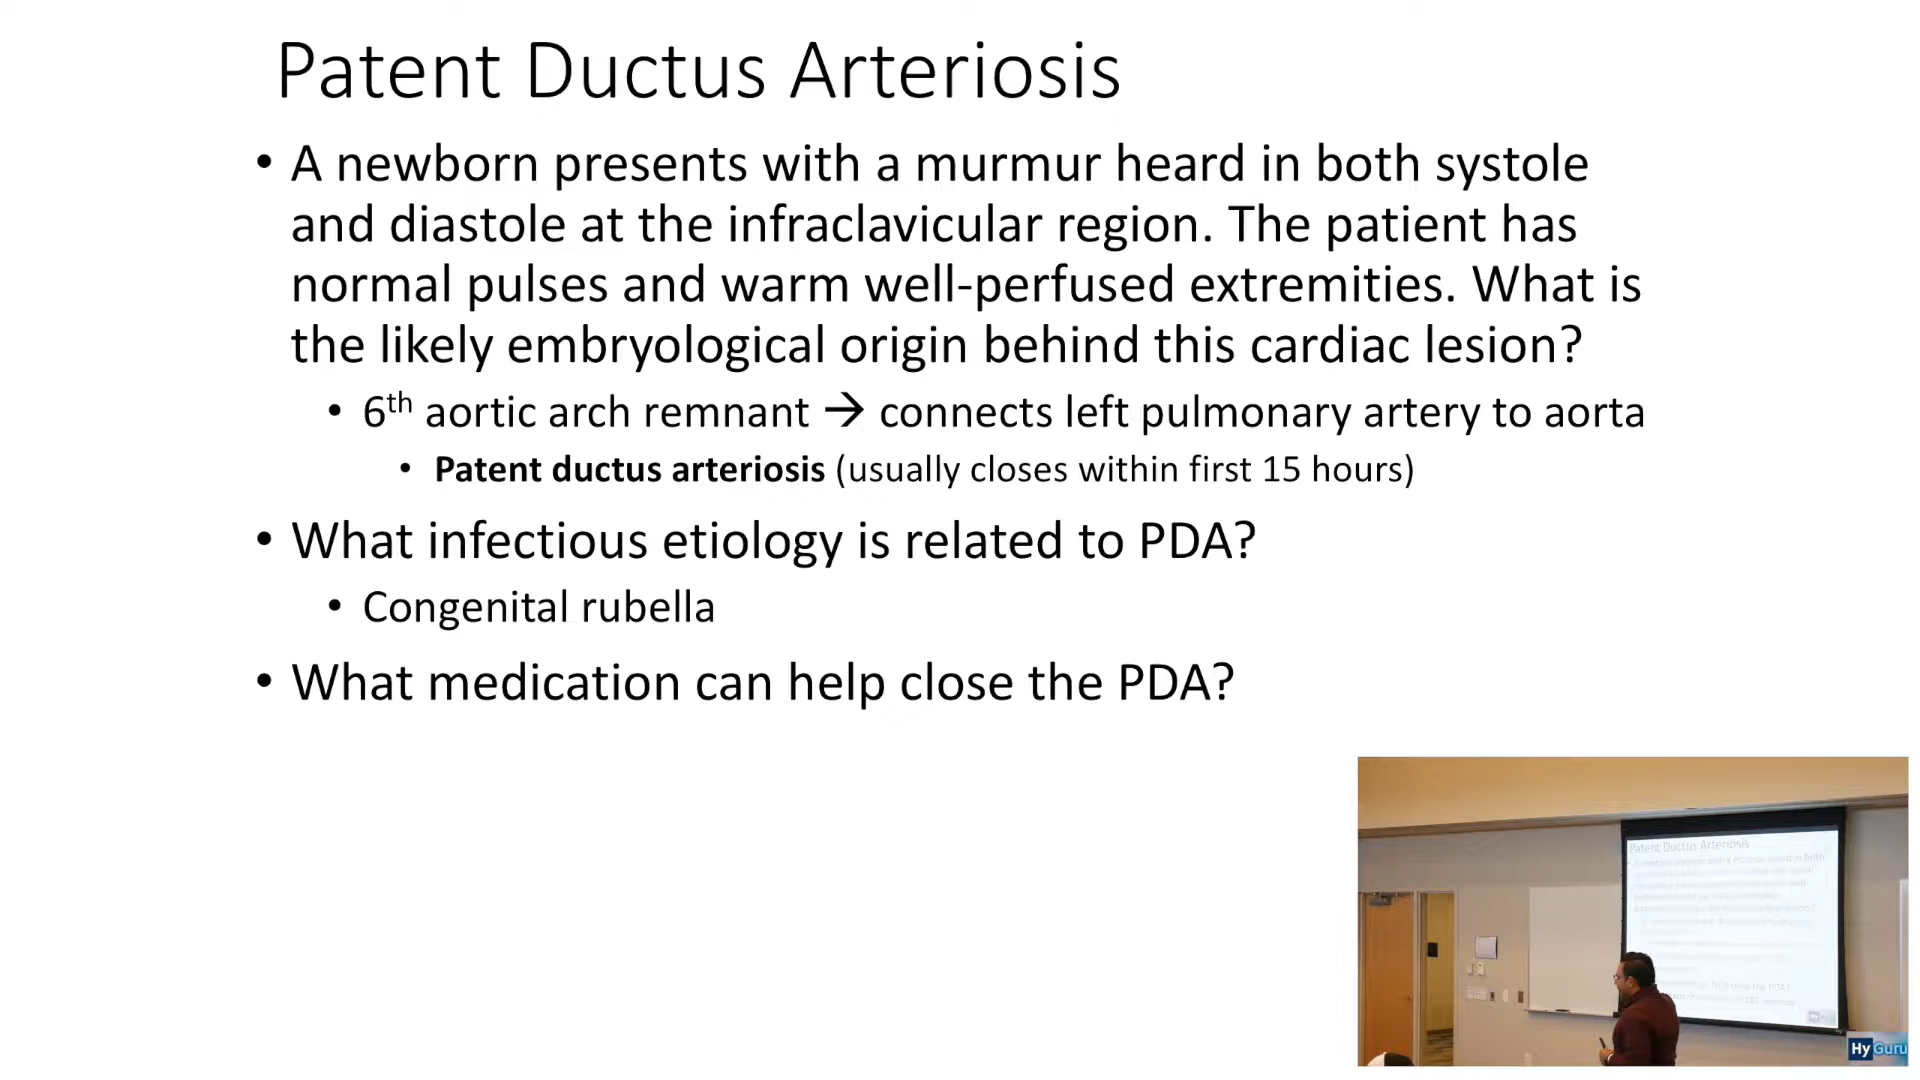 Patent Ductus Arteriosis
• A newborn presents with a murmur heard in both systole
and diastole at the infraclavicular region. The patient has
normal pulses and warm well-perfused extremities. What is
the likely embryological origin behind this cardiac lesion?
• 6th aortic arch remnant → connects left pulmonary artery to aorta
• Patent ductus arteriosis (usually closes within first 15 hours)
• What infectious etiology is related to PDA?
• Congenital rubella
• What medication can help close the PDA?
Patent Ductus Arteriosis
HyGuru